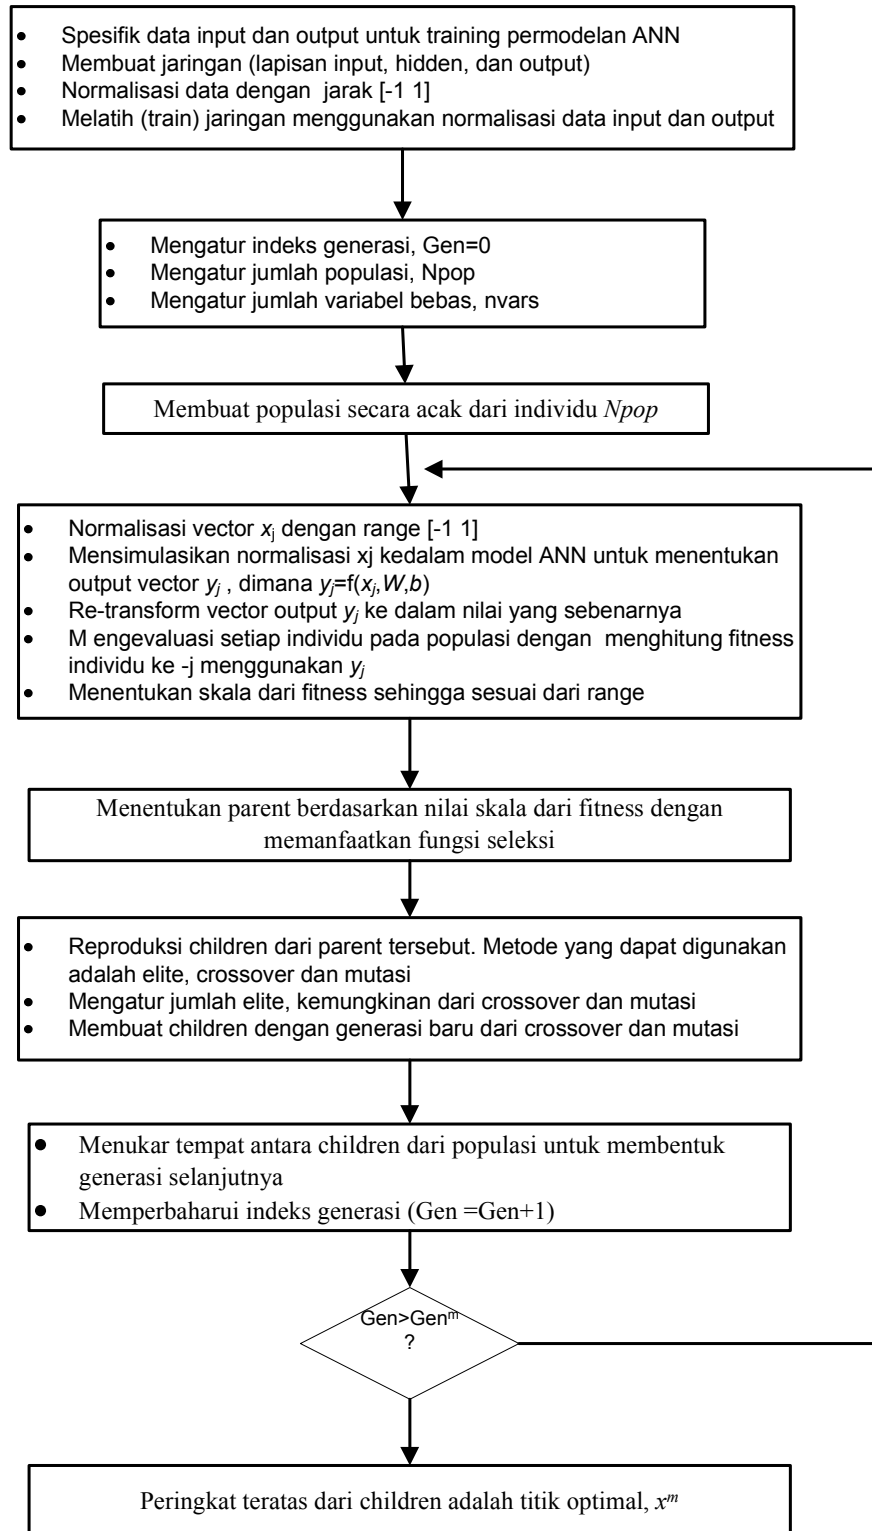 • Spesifik data input dan output untuk training permodelan ANN
• Membuat jaringan (lapisan input, hidden, dan output)
• Normalisasi data dengan jarak [-1 1]
• Melatih (train) jaringan menggunakan normalisasi data input dan output
• Mengatur indeks generasi, Gen=0
• Mengatur jumlah populasi, Npop
• Mengatur jumlah variabel bebas, nvars
Membuat populasi secara acak dari individu Npop
• Normalisasi vector xj dengan range [-1 1]
• Mensimulasikan normalisasi xj kedalam model ANN untuk menentukan
output vector yj , dimana yj=f(xj,W,b)
• Re-transform vector output yj ke dalam nilai yang sebenarnya
• M engevaluasi setiap individu pada populasi dengan menghitung fitness
individu ke -j menggunakan yj
• Menentukan skala dari fitness sehingga sesuai dari range
Menentukan parent berdasarkan nilai skala dari fitness dengan
memanfaatkan fungsi seleksi
• Reproduksi children dari parent tersebut. Metode yang dapat digunakan
adalah elite, crossover dan mutasi
• Mengatur jumlah elite, kemungkinan dari crossover dan mutasi
• Membuat children dengan generasi baru dari crossover dan mutasi
• Menukar tempat antara children dari populasi untuk membentuk
generasi selanjutnya
• Memperbaharui indeks generasi (Gen =Gen+1)
Gen>Genᵐ
?
Peringkat teratas dari children adalah titik optimal, xᵐ